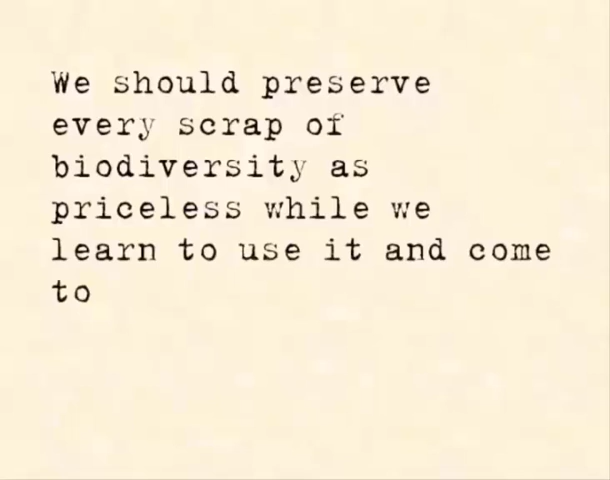 We should preserve
every scrap of
biodiversity as
priceless while we
learn to use it and come
to